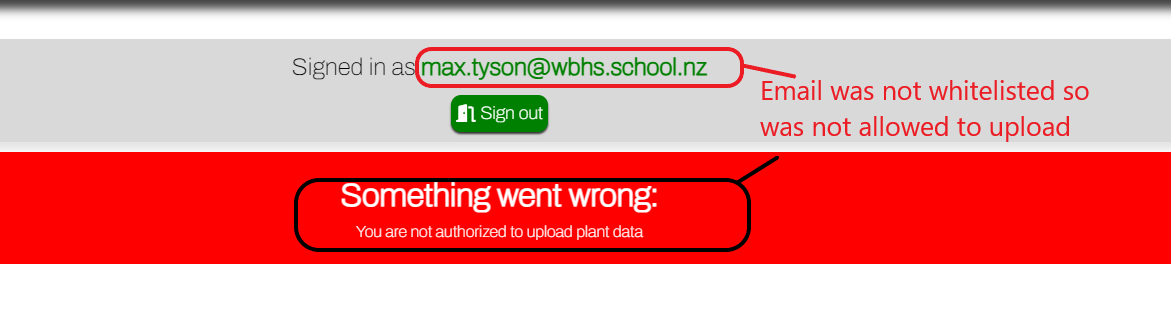 Signed in as max.tyson@wbhs.school.nz
Sign out
Email was not whitelisted so
was not allowed to upload
Something went wrong:
You are not authorized to upload plant data